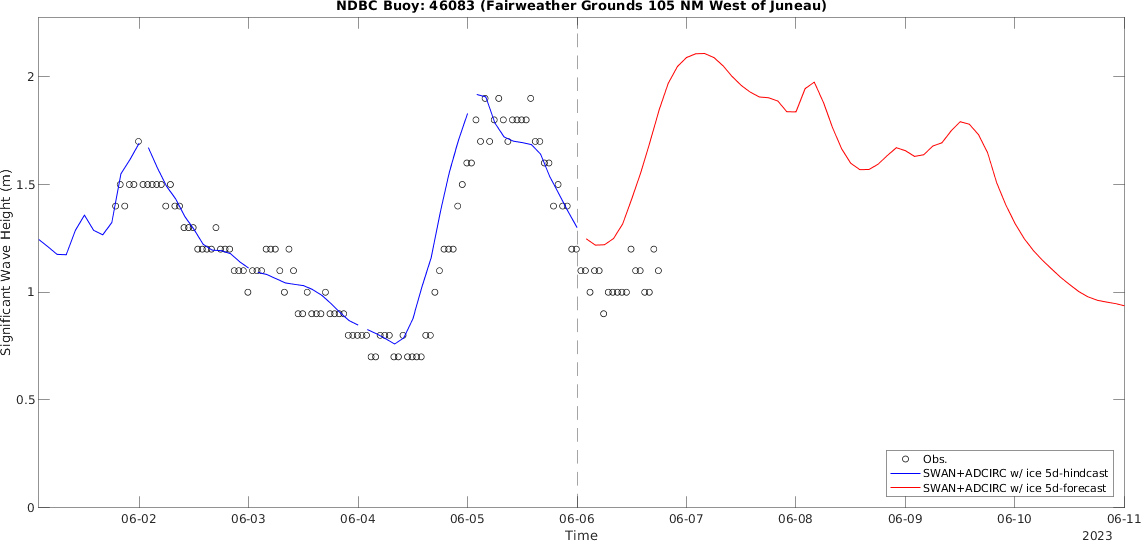 NDBC Buoy: 46083 (Fairweather Grounds 105 NM West of Juneau)
Significant Wave Height (m)
2
1.5
1
0.5
0
Obs.
SWAN+ADCIRC w/ ice 5d-hindcast
SWAN+ADCIRC w/ ice 5d-forecast
06-02 06-03 06-04 06-05 06-06 06-07 06-08 06-09 06-10 06-11
Time
2023